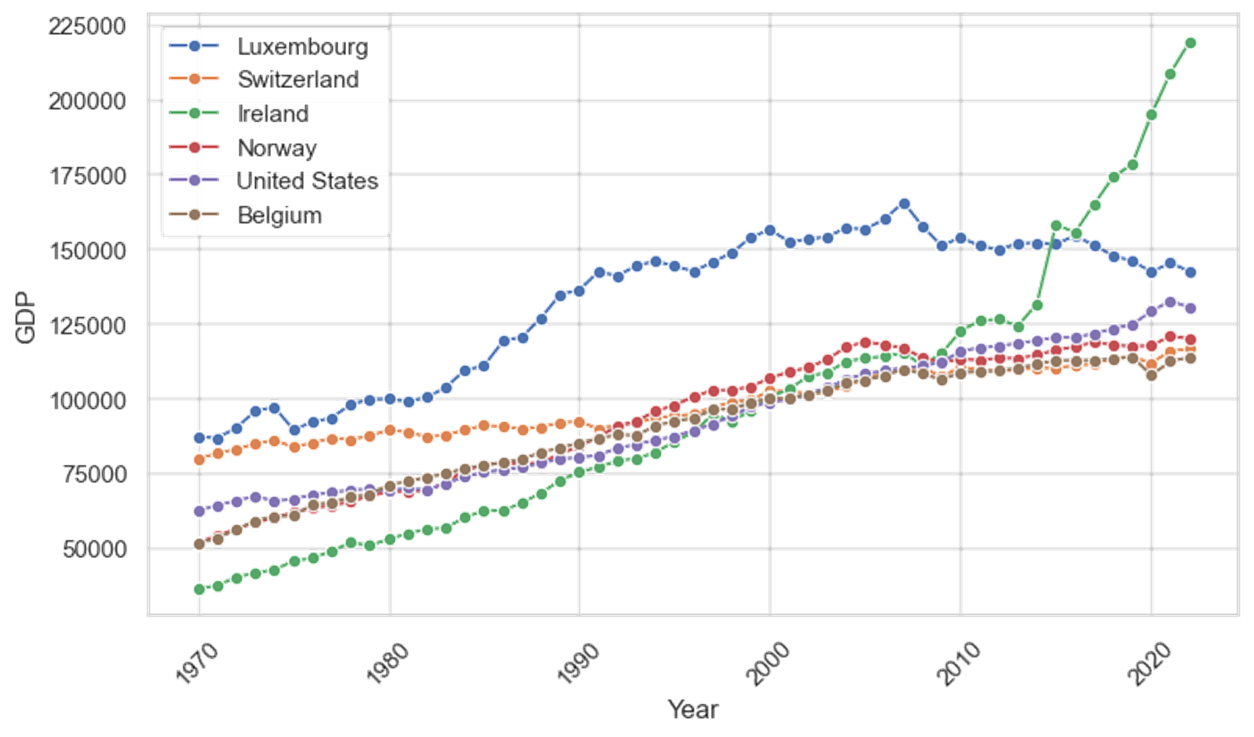 225000
200000
175000
150000
125000
100000
75000
50000
GDP
Luxembourg
Switzerland
Ireland
Norway
United States
Belgium
1970
1980
1990
2000
2010
2020
Year